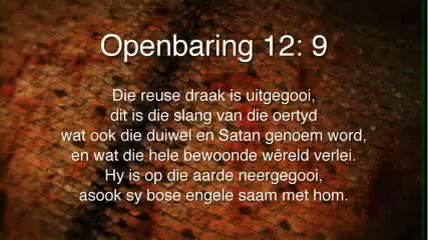 Openbaring 12: 9
Die reuse draak is uitgegooi,
dit is die slang van die oertyd
wat ook die duiwel en Satan genoem word,
en wat die hele bewoonde wêreld verlei.
Hy is op die aarde neergegooi,
asook sy bose engele saam met hom.